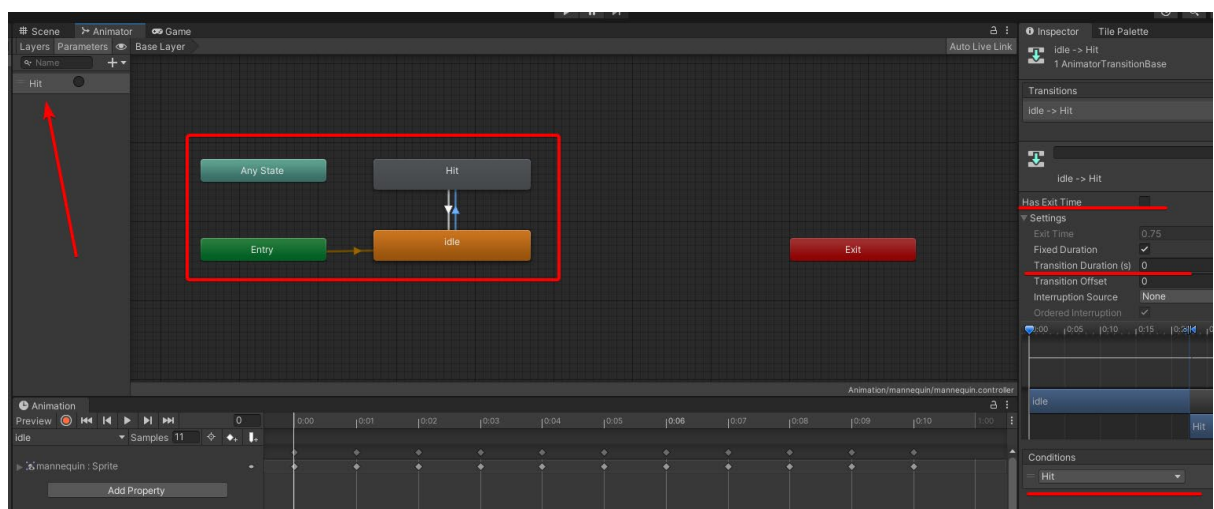 Scene Animator Game
Layers Parameters Base Layer Auto Live Link
Name
Hit
Any State
Hit
Entry
idle
Exit
Animation/mannequin/mannequin.controller
Animation
Preview 0 0:00 0:01 0:02 0:03 0:04 0:05 0:06 0:07 0:08 0:09 0:10 1:00
idle Samples 11
mannequin : Sprite
Add Property
Inspector Tile Palette
idle -> Hit
1 AnimatorTransitionBase
Transitions
idle -> Hit
idle -> Hit
Has Exit Time
Settings
Exit Time 0.75
Fixed Duration
Transition Duration (s) 0
Transition Offset 0
Interruption Source None
Ordered Interruption
0:05 0:10 0:15
idle
Hit
Conditions
Hit